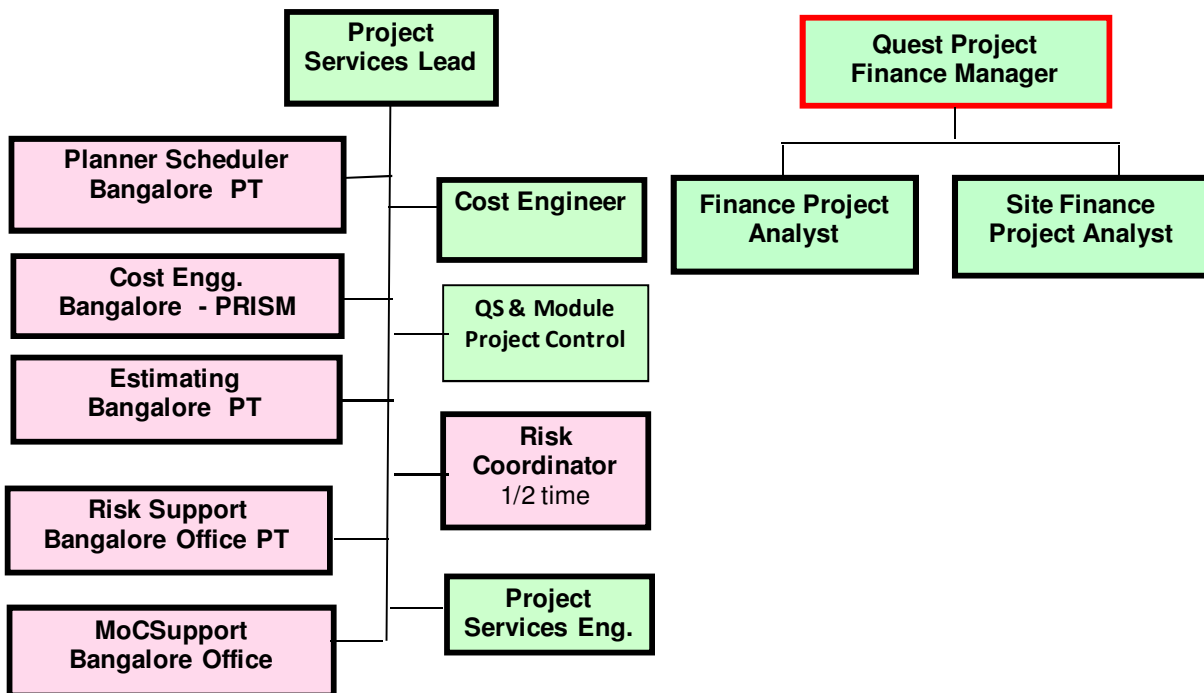 Project
Services Lead
Quest Project
Finance Manager
Planner Scheduler
Bangalore PT
Cost Engineer
Finance Project
Analyst
Site Finance
Project Analyst
Cost Engg.
Bangalore - PRISM
QS & Module
Project Control
Estimating
Bangalore PT
Risk
Coordinator
1/2 time
Risk Support
Bangalore Office PT
Project
Services Eng.
MoCSupport
Bangalore Office